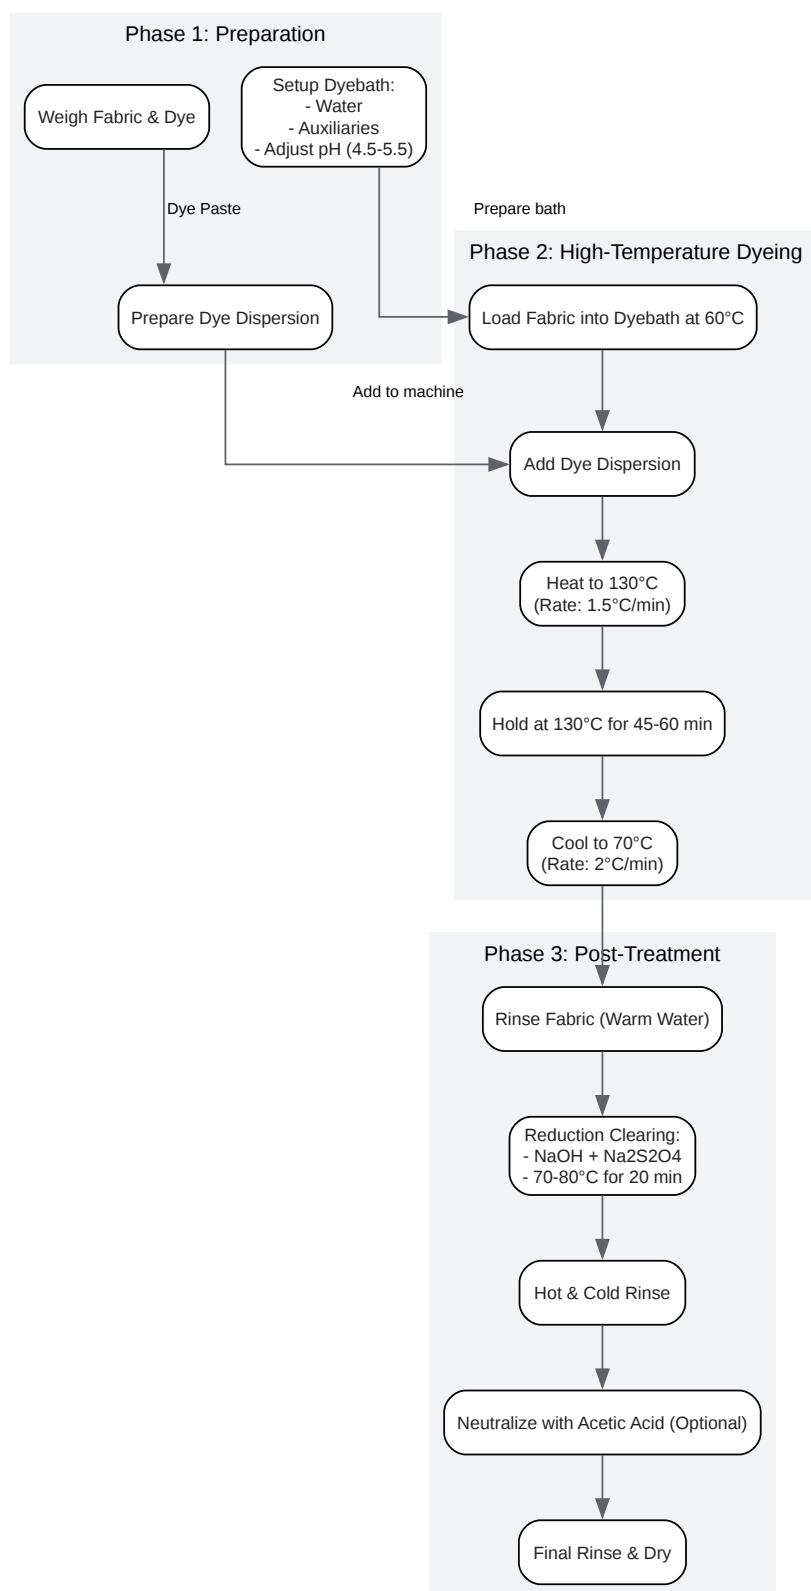 Phase 1: Preparation
Weigh Fabric & Dye
Setup Dyebath:
- Water
- Auxiliaries
- Adjust pH (4.5-5.5)
Dye Paste
Prepare bath
Phase 2: High-Temperature Dyeing
Prepare Dye Dispersion
Load Fabric into Dyebath at 60°C
Add to machine
Add Dye Dispersion
Heat to 130°C
(Rate: 1.5°C/min)
Hold at 130°C for 45-60 min
Cool to 70°C
(Rate: 2°C/min)
Phase 3: Post-Treatment
Rinse Fabric (Warm Water)
Reduction Clearing:
- NaOH + Na2S2O4
- 70-80°C for 20 min
Hot & Cold Rinse
Neutralize with Acetic Acid (Optional)
Final Rinse & Dry